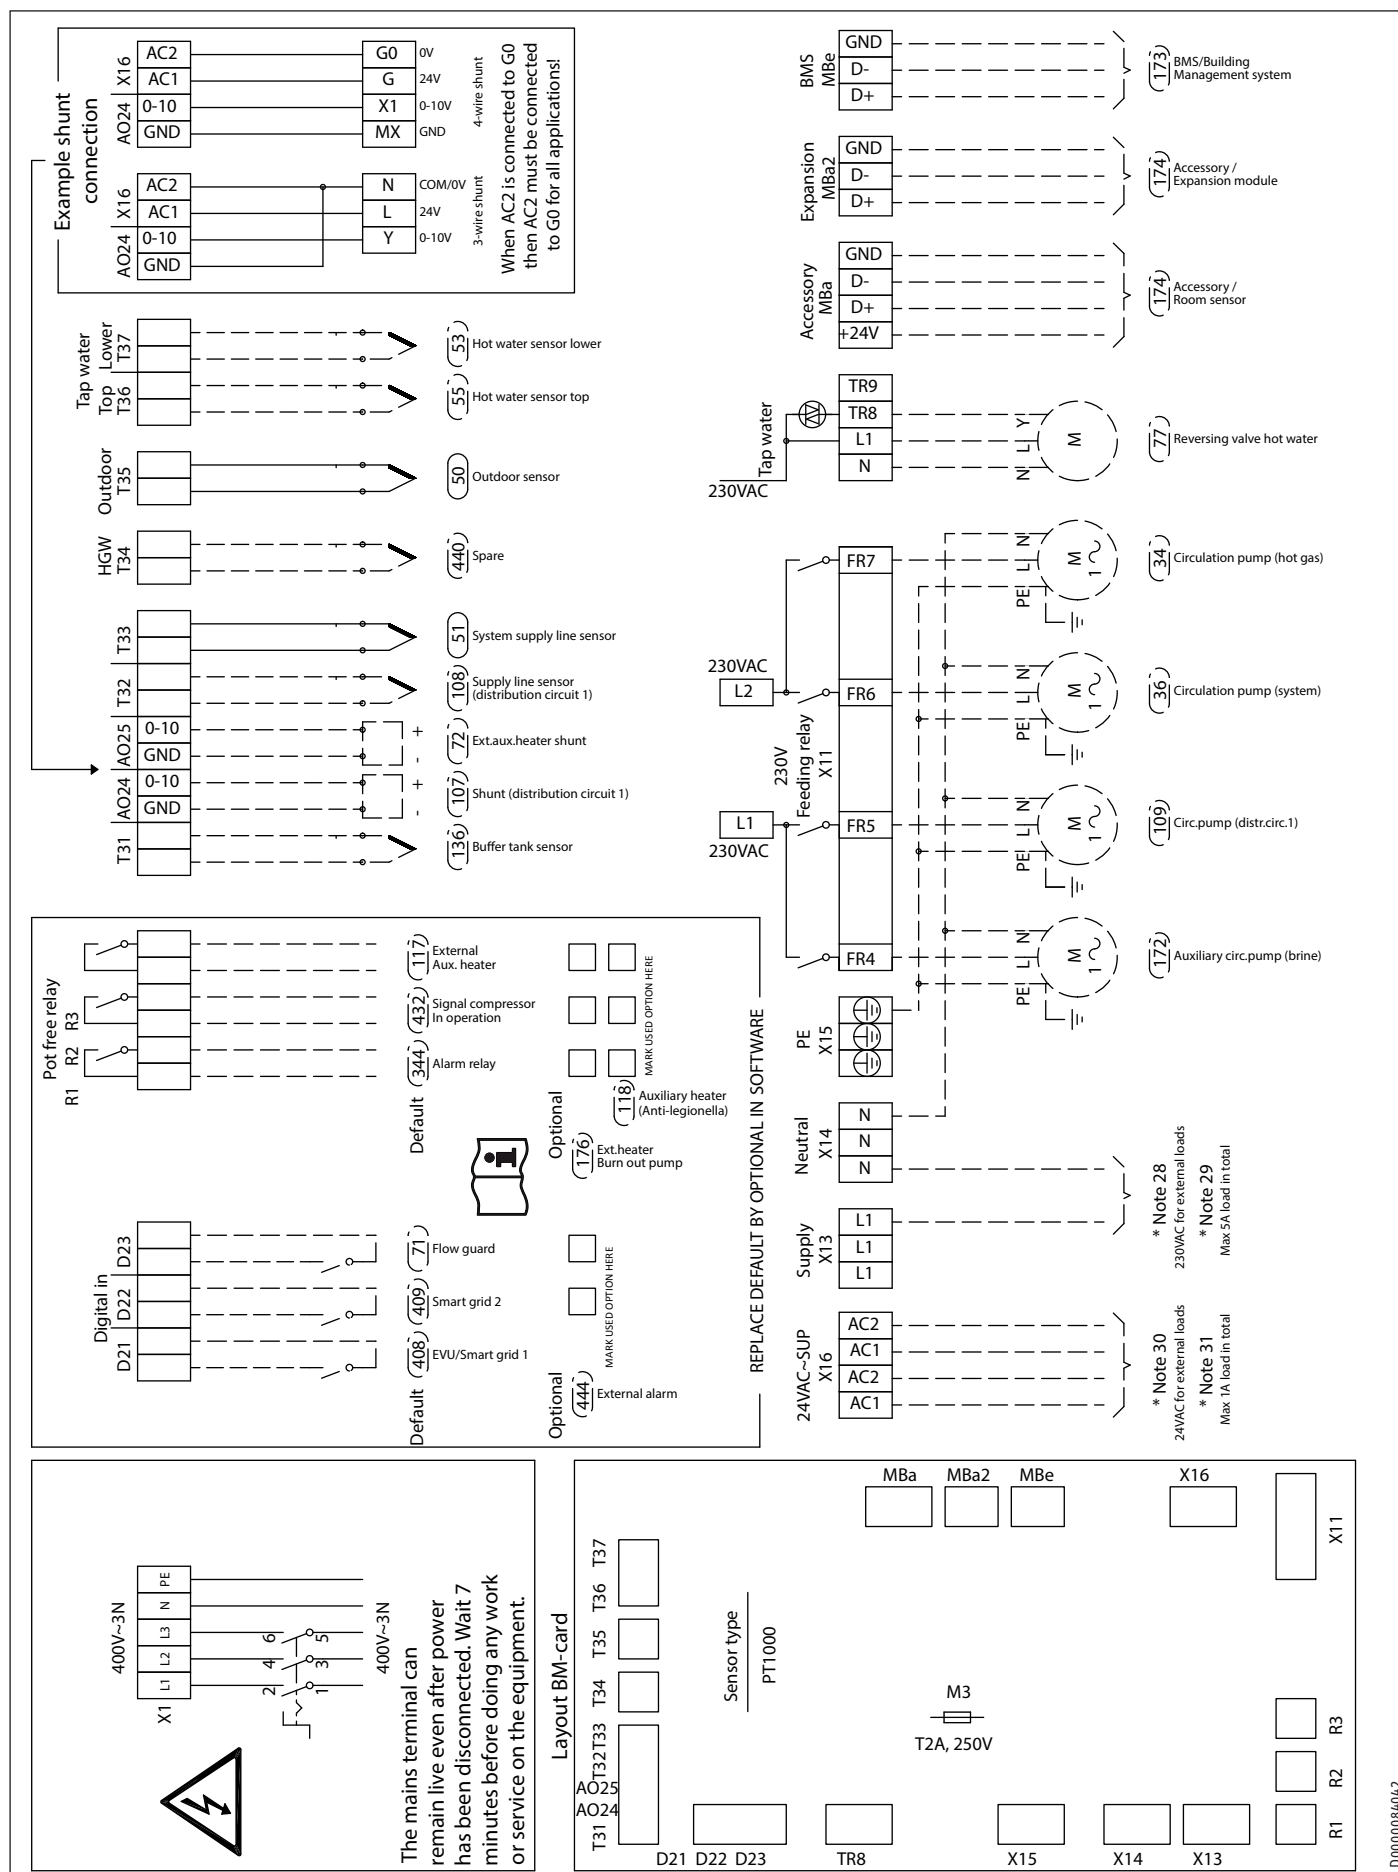 Example shunt
connection
X16
AO24
AC2
AC1
0-10
GND
G0
G
X1
MX
0V
24V
0-10V
GND
4-wire shunt
X16
AO24
AC2
AC1
0-10
GND
N
L
Y
COM/0V
24V
0-10V
3-wire shunt
When AC2 is connected to G0
then AC2 must be connected
to G0 for all applications!
Tap water
Lower
T37
53
Hot water sensor lower
Top
T36
55
Hot water sensor top
Outdoor
T35
50
Outdoor sensor
HGW
T34
440
Spare
T33
51
System supply line sensor
T32
108
Supply line sensor
(distribution circuit 1)
AO25
0-10
GND
+
-
72
Ext.aux.heater shunt
AO24
0-10
GND
+
-
107
Shunt (distribution circuit 1)
T31
136
Buffer tank sensor
BMS
MBe
GND
D-
D+
173
BMS/Building
Management system
Expansion
MBa2
GND
D-
D+
174
Accessory /
Expansion module
Accessory
MBa
GND
D-
D+
+24V
174
Accessory /
Room sensor
Tap water
230VAC
TR9
TR8
L1
N
N L Y
M
77
Reversing valve hot water
230VAC
L2
230V
Feeding relay
X11
L1
230VAC
FR7
FR6
FR5
FR4
PE L N
M
1
34
Circulation pump (hot gas)
PE L N
M
1
36
Circulation pump (system)
PE L N
M
1
109
Circ.pump (distr.circ.1)
PE L N
M
1
172
Auxiliary circ.pump (brine)
PE
X15
Neutral
X14
N
N
N
Supply
X13
L1
L1
L1
* Note 28
230VAC for external loads
* Note 29
Max 5A load in total
24VAC~SUP
X16
AC2
AC1
AC2
AC1
* Note 30
24VAC for external loads
* Note 31
Max 1A load in total
Pot free relay
R1 R2 R3
117
External
Aux. heater
432
Signal compressor
In operation
344
Alarm relay
Default
MARK USED OPTION HERE
Optional
118
Auxiliary heater
(Anti-legionella)
176
Ext.heater
Burn out pump
i
Digital in
D21 D22 D23
71
Flow guard
409
Smart grid 2
408
EVU/Smart grid 1
Default
MARK USED OPTION HERE
Optional
444
External alarm
REPLACE DEFAULT BY OPTIONAL IN SOFTWARE
400V~3N
X1
L1 L2 L3 N PE
2 4 6
1 3 5
400V~3N
The mains terminal can
remain live even after power
has been disconnected. Wait 7
minutes before doing any work
or service on the equipment.
Layout BM-card
T31
AO24
AO25
T32
T33
T34
T35
T36
T37
MBa
MBa2
MBe
X16
X11
Sensor type
PT1000
M3
T2A, 250V
D21 D22 D23
TR8
X15
X14
X13
R1
R2
R3
D0000084042